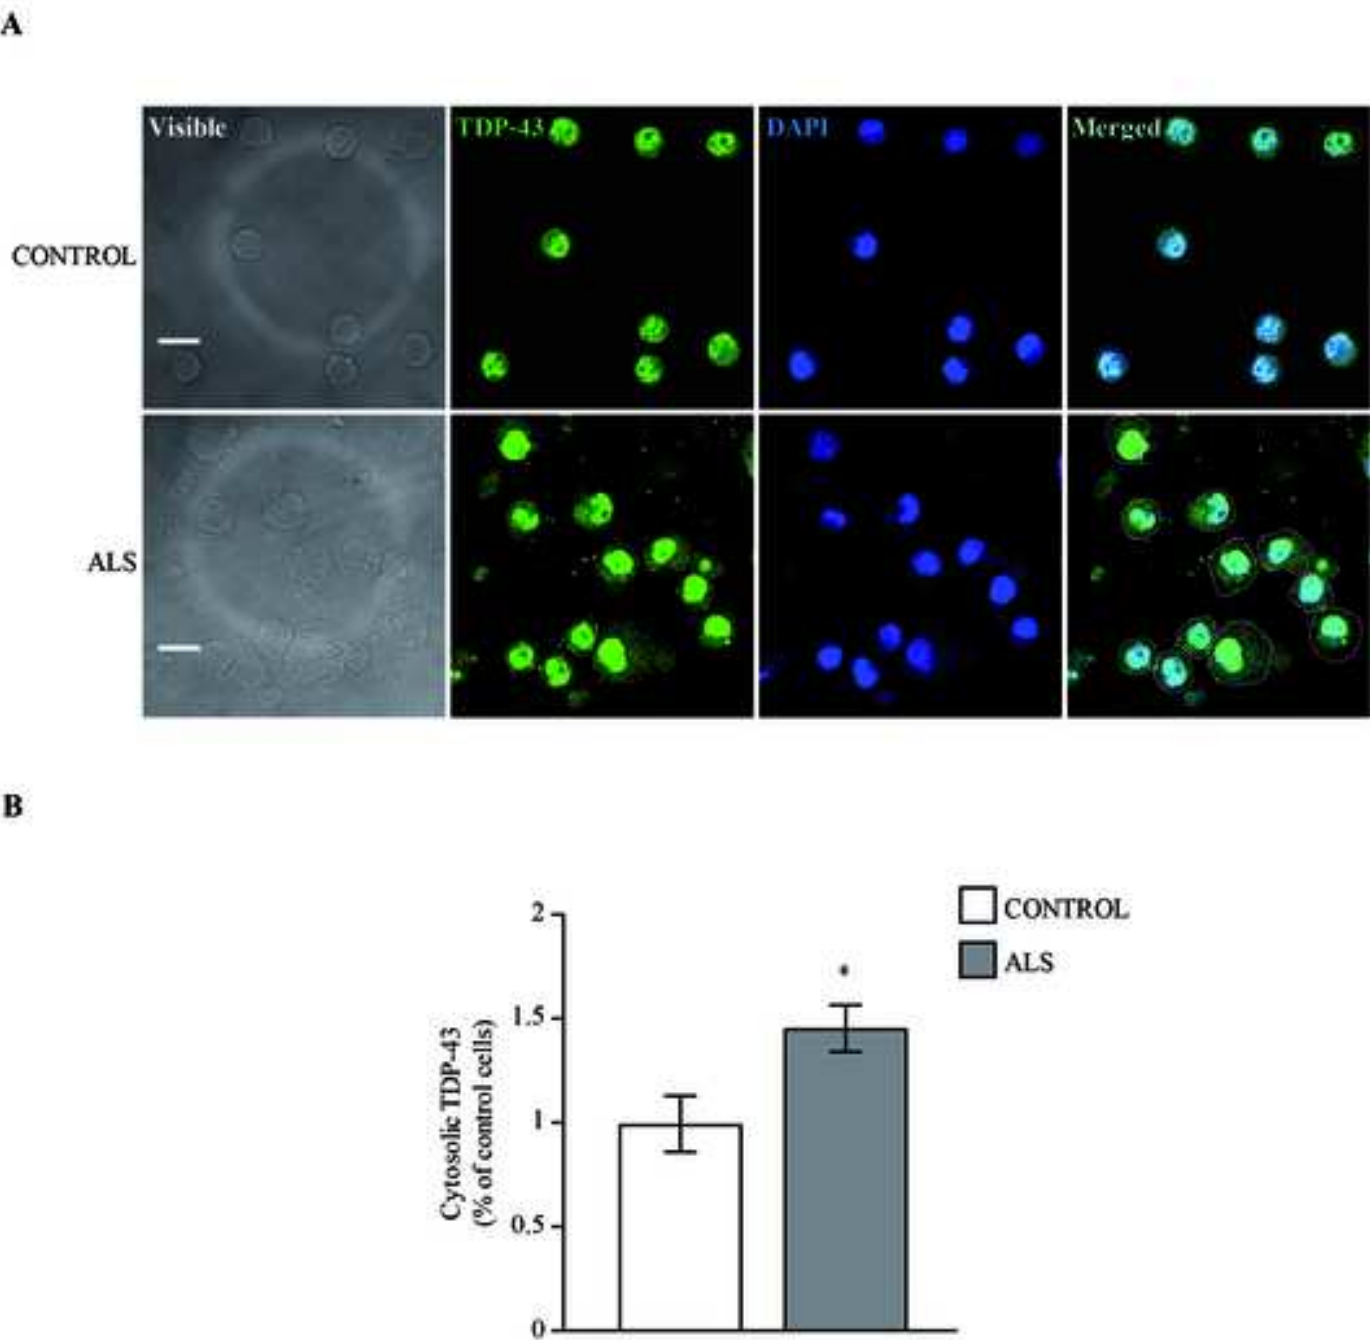 A
Visible
TDP-43
DAPI
Merged
CONTROL
ALS
B
2
1.5
1
0.5
0
Cytosolic TDP-43
(% of control cells)
*
CONTROL
ALS